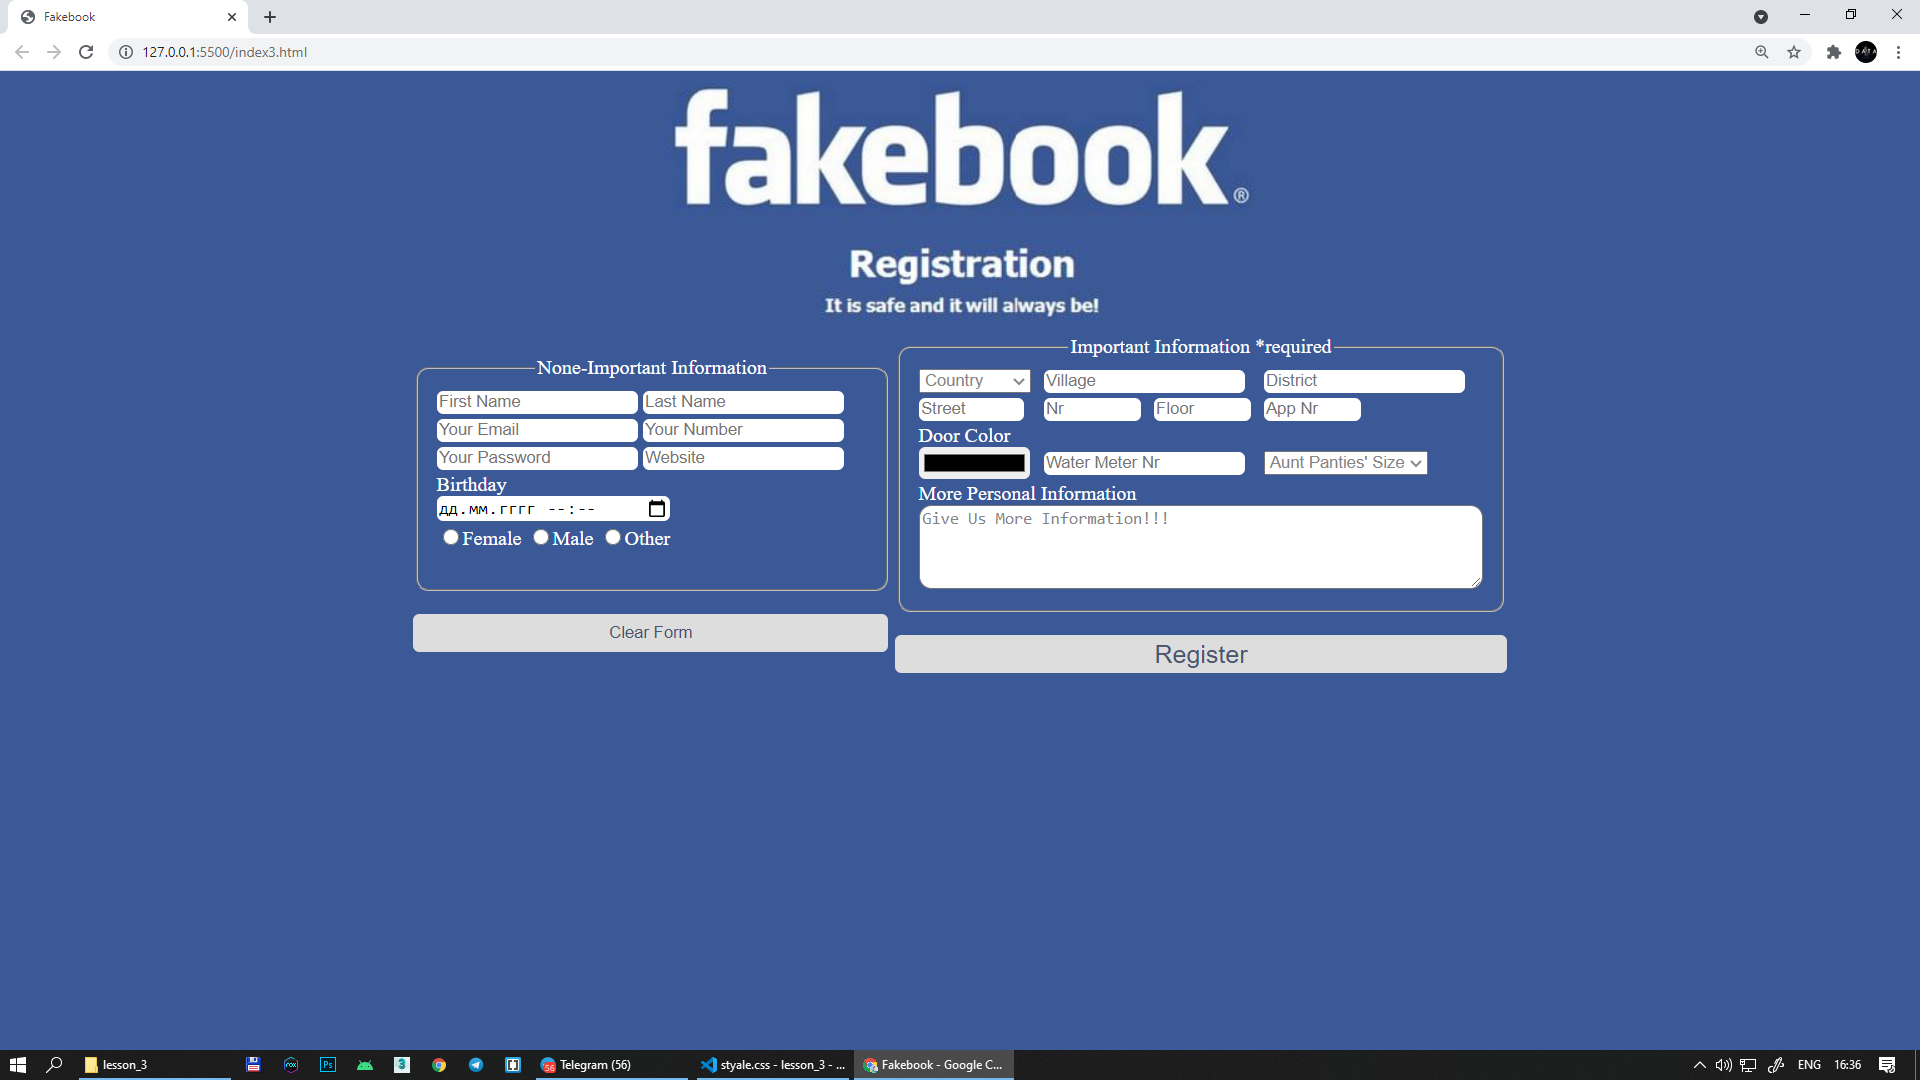 Fakebook
127.0.0.1:5500/index3.html
DATA
fakebook®
Registration
It is safe and it will always be!
None-Important Information
First Name Last Name
Your Email Your Number
Your Password Website
Birthday
дд.мм.гггг --:--
Female Male Other
Clear Form
Important Information *required
Country Village District
Street Nr Floor App Nr
Door Color
Water Meter Nr Aunt Panties' Size
More Personal Information
Give Us More Information!!!
Register
lesson_3 Ps 3 56 Telegram (56) styale.css - lesson_3 - ... Fakebook - Google C... ENG 16:36